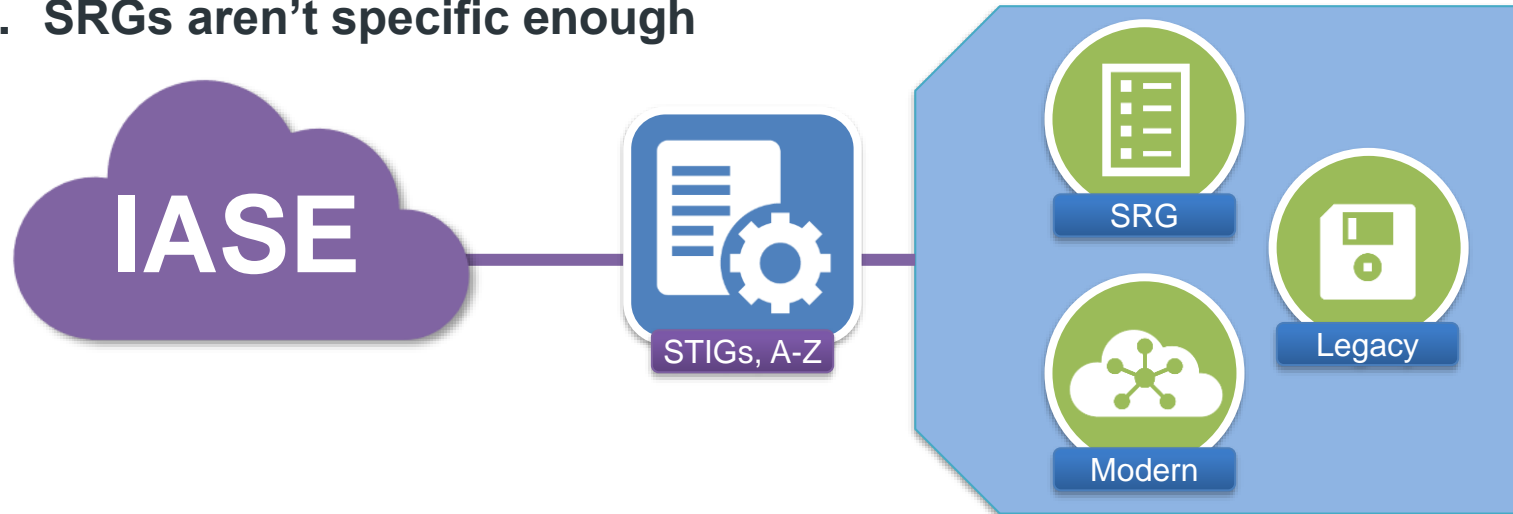 . SRGs aren’t specific enough
IASE
STIGs, A-Z
SRG
Legacy
Modern